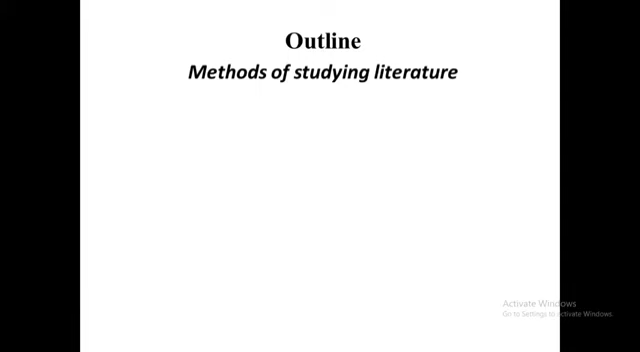 Outline
Methods of studying literature
Activate Windows
Go to Settings to activate Windows.